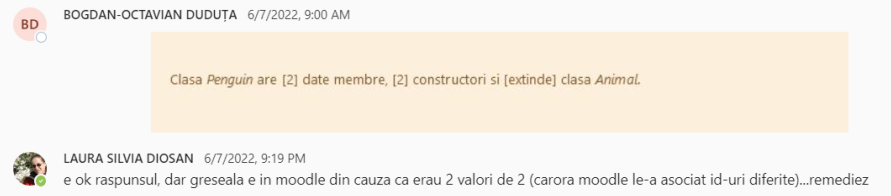 BD
BOGDAN-OCTAVIAN DUDUȚA 6/7/2022, 9:00 AM
Clasa Penguin are [2] date membre, [2] constructori si [extinde] clasa Animal.
LAURA SILVIA DIOSAN 6/7/2022, 9:19 PM
e ok raspunsul, dar greseala e in moodle din cauza ca erau 2 valori de 2 (carora moodle le-a asociat id-uri diferite)...remediez